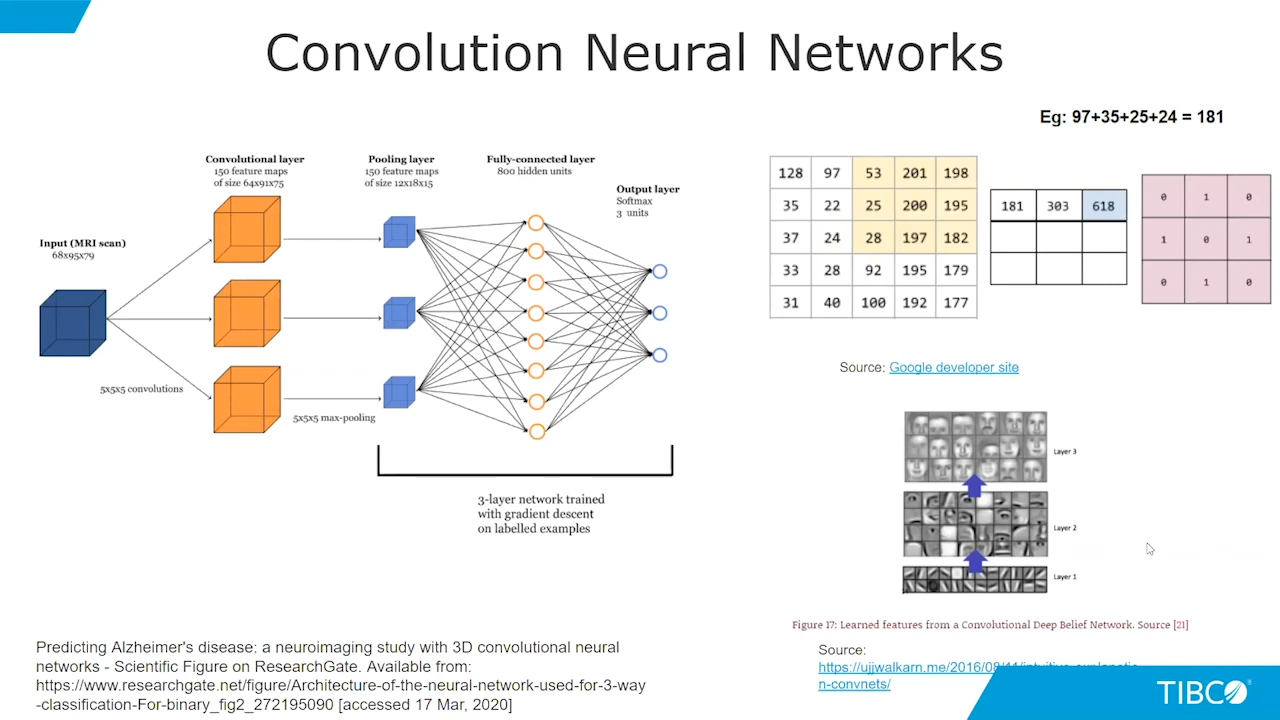 Convolution Neural Networks
Eg: 97+35+25+24 = 181
Convolutional layer
150 feature maps
of size 64x91x75
Pooling layer
150 feature maps
of size 12x18x15
Fully-connected layer
800 hidden units
Output layer
Softmax
3 units
Input (MRI scan)
68x95x79
5x5x5 convolutions
5x5x5 max-pooling
3-layer network trained
with gradient descent
on labelled examples
128 97 53 201 198
35 22 25 200 195
37 24 28 197 182
33 28 92 195 179
31 40 100 192 177
181 303 618
0 1 0
1 0 1
0 1 0
Source: Google developer site
Layer 3
Layer 2
Layer 1
Figure 17: Learned features from a Convolutional Deep Belief Network. Source [21]
Source:
https://ujjwalkarn.me/2016/08/11/intuitive-explanatio
n-convnets/
Predicting Alzheimer's disease: a neuroimaging study with 3D convolutional neural
networks - Scientific Figure on ResearchGate. Available from:
https://www.researchgate.net/figure/Architecture-of-the-neural-network-used-for-3-way
-classification-For-binary_fig2_272195090 [accessed 17 Mar, 2020]
TIBCO